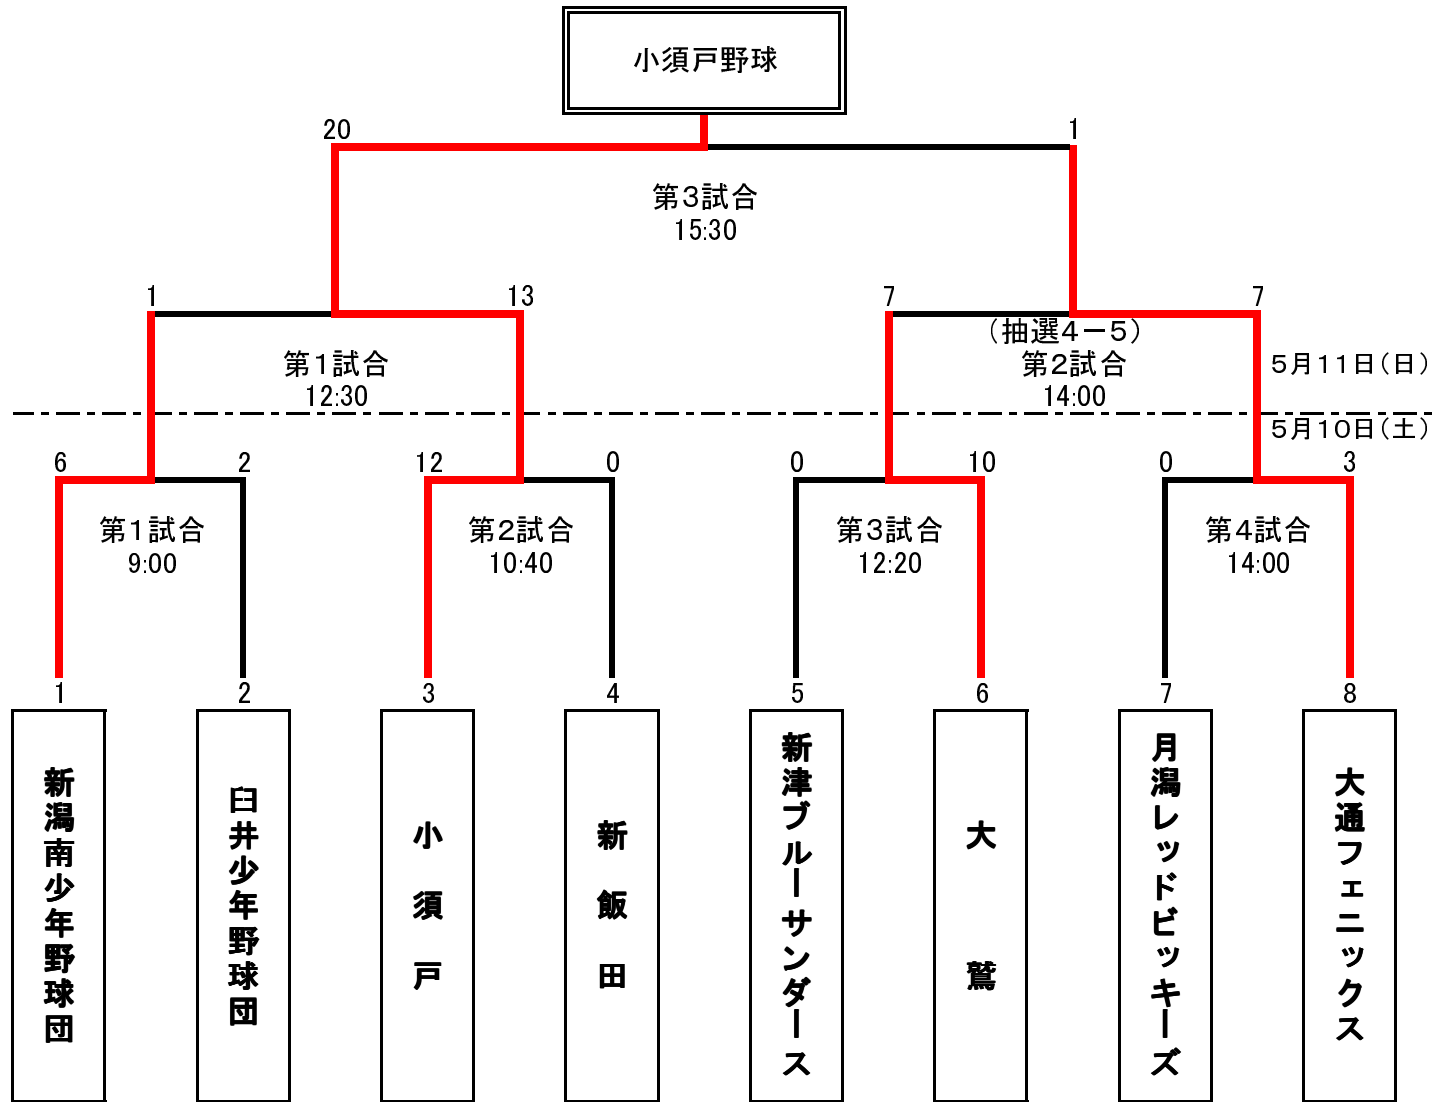 小須戸野球
20
1
第3試合
15:30
1
13
7
7
(抽選4-5)
第1試合
12:30
第2試合
14:00
5月11日(日)
5月10日(土)
6
2
12
0
0
10
0
3
第1試合
9:00
第2試合
10:40
第3試合
12:20
第4試合
14:00
1
2
3
4
5
6
7
8
新潟南少年野球団
臼井少年野球団
小須戸
新飯田
新津ブルーサンダース
大鷲
月潟レッドビッキーズ
大通フェニックス